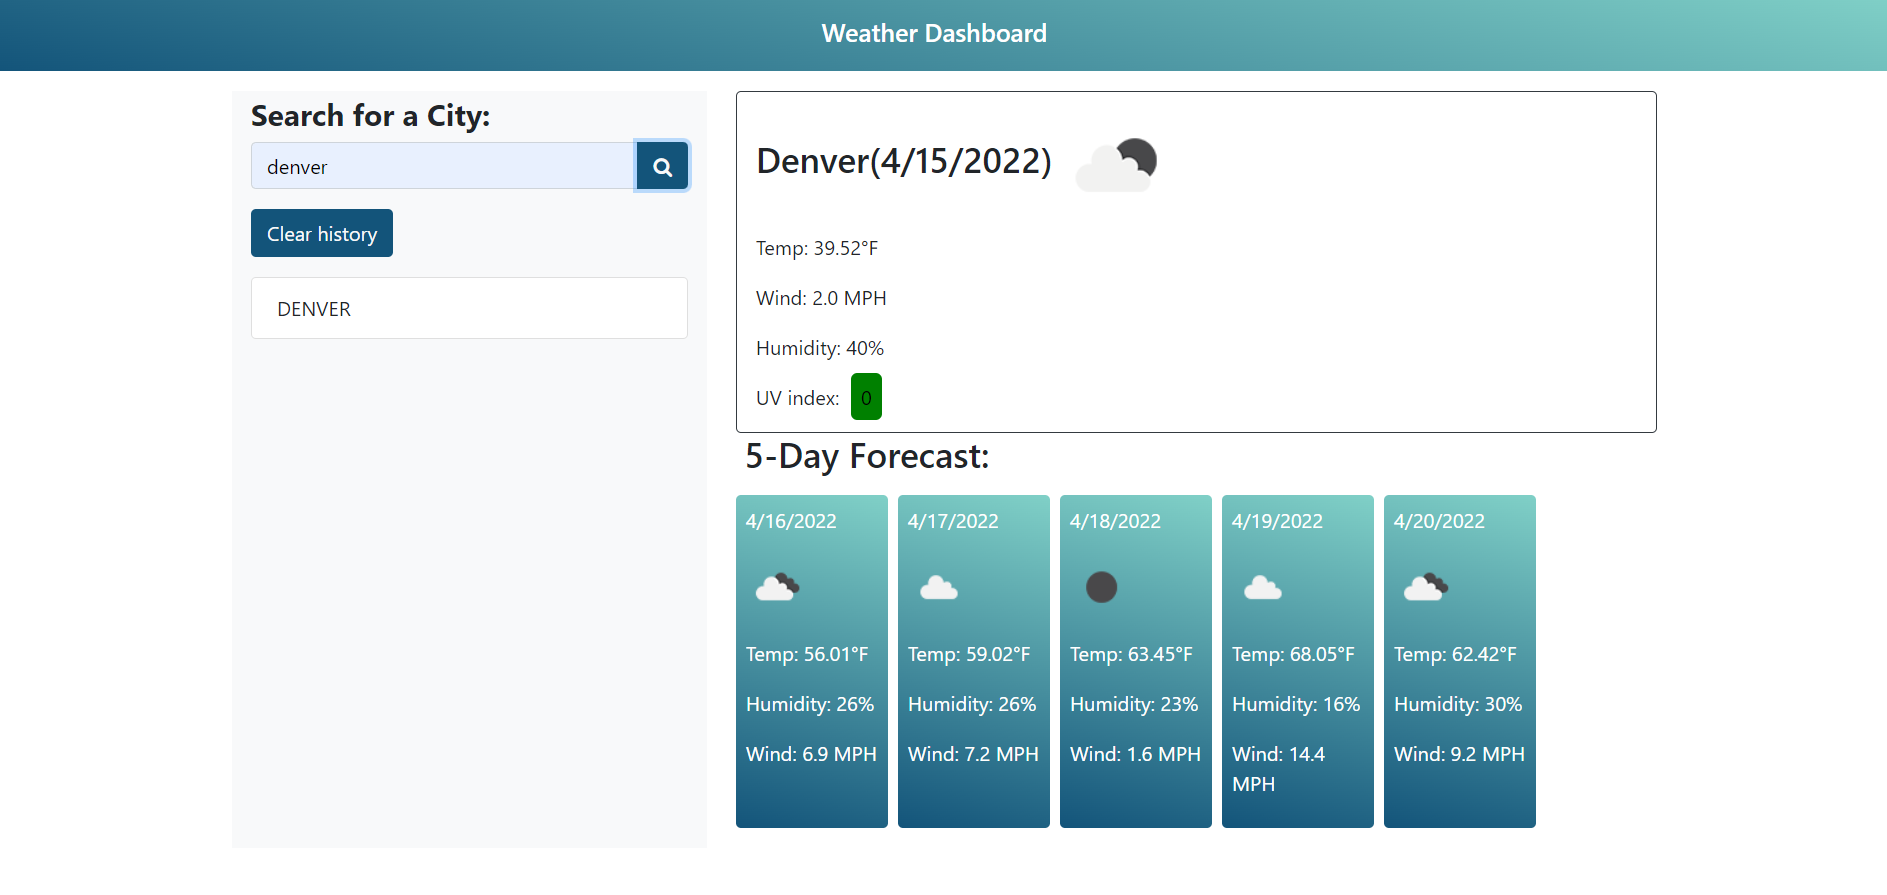 Weather Dashboard
Search for a City:
denver
Clear history
DENVER
Denver(4/15/2022)
Temp: 39.52°F
Wind: 2.0 MPH
Humidity: 40%
UV index: 0
5-Day Forecast:
4/16/2022
Temp: 56.01°F
Humidity: 26%
Wind: 6.9 MPH
4/17/2022
Temp: 59.02°F
Humidity: 26%
Wind: 7.2 MPH
4/18/2022
Temp: 63.45°F
Humidity: 23%
Wind: 1.6 MPH
4/19/2022
Temp: 68.05°F
Humidity: 16%
Wind: 14.4
MPH
4/20/2022
Temp: 62.42°F
Humidity: 30%
Wind: 9.2 MPH